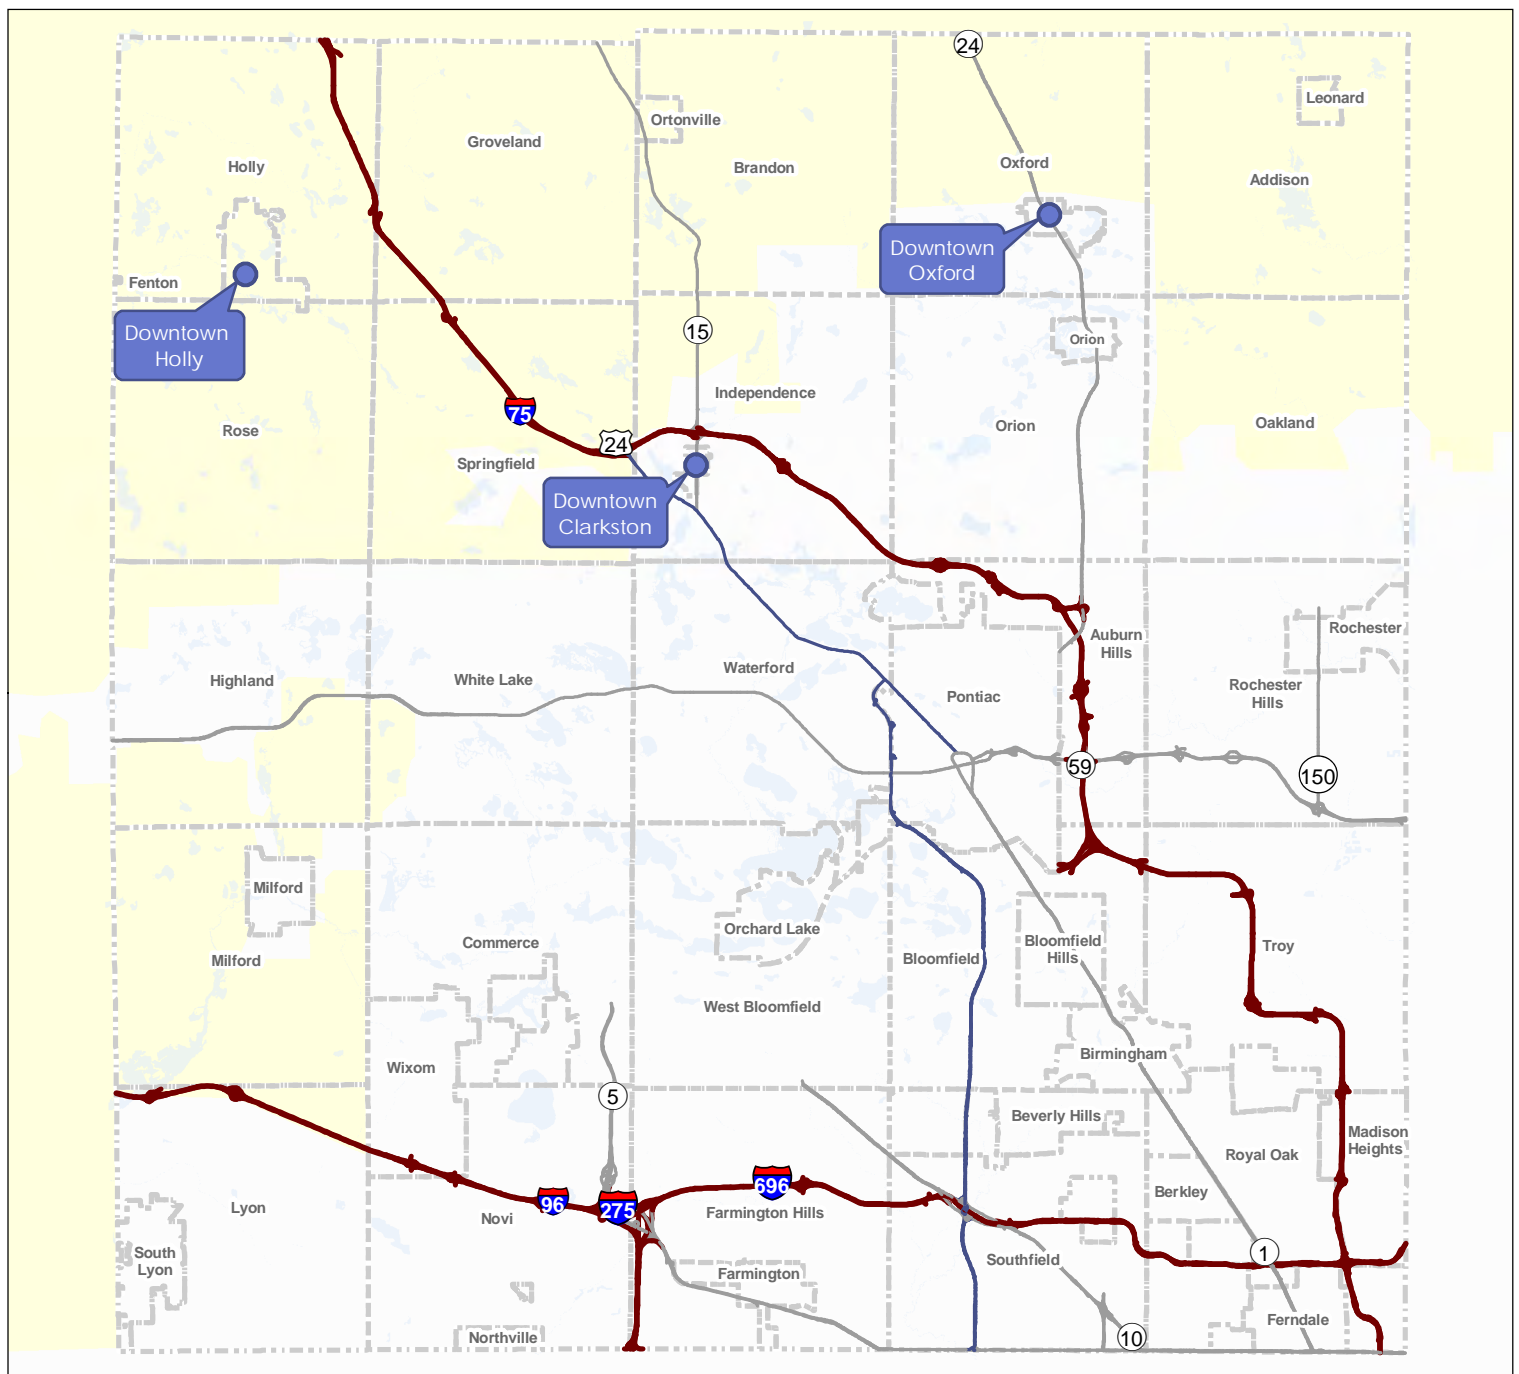 24
Leonard
Ortonville
Groveland
Holly
Brandon
Oxford
Addison
Downtown
Oxford
Fenton
Downtown
Holly
15
Orion
Independence
75
Rose
24
Springfield
Orion
Oakland
Downtown
Clarkston
Auburn
Hills
Rochester
Highland
White Lake
Waterford
Pontiac
Rochester
Hills
59
150
Milford
Milford
Commerce
Orchard Lake
Bloomfield
Bloomfield
Hills
Troy
West Bloomfield
Wixom
Birmingham
5
Beverly Hills
Madison
Heights
Royal Oak
Berkley
696
96
275
Lyon
Novi
Farmington Hills
South
Lyon
Farmington
Southfield
1
Northville
10
Ferndale